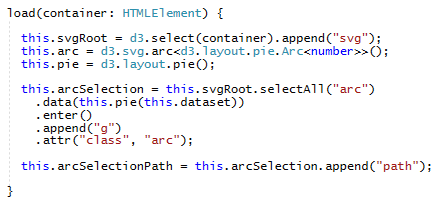 load(container: HTMLElement) {
this.svgRoot = d3.select(container).append("svg");
this.arc = d3.svg.arc<d3.layout.pie.Arc<number>>();
this.pie = d3.layout.pie();
this.arcSelection = this.svgRoot.selectAll("arc")
.data(this.pie(this.dataset))
.enter()
.append("g")
.attr("class", "arc");
this.arcSelectionPath = this.arcSelection.append("path");
}